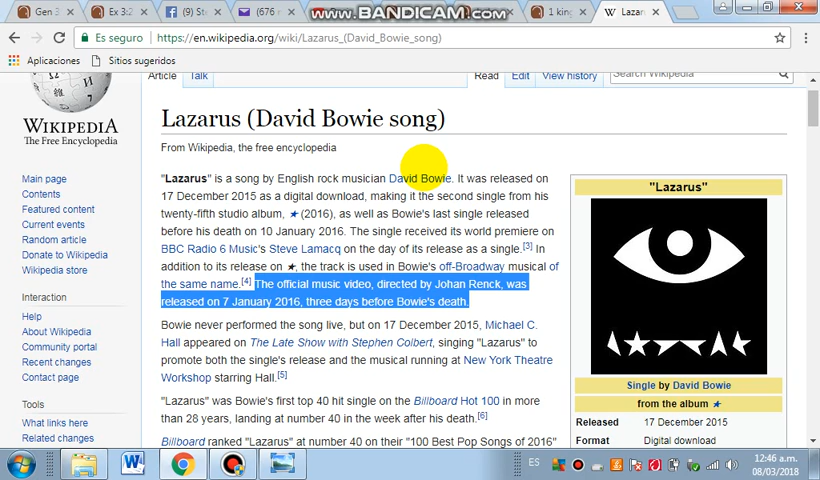 www.BANDICAM.com
Gen 3
Ex 3:2
(9) St
(676 m
1 king
Lazar
Es seguro
https://en.wikipedia.org/wiki/Lazarus_(David_Bowie_song)
Aplicaciones
Sitios sugeridos
Article
Talk
Read
Edit
View history
Search Wikipedia
WIKIPEDIA
The Free Encyclopedia
Main page
Contents
Featured content
Current events
Random article
Donate to Wikipedia
Wikipedia store
Interaction
Help
About Wikipedia
Community portal
Recent changes
Contact page
Tools
What links here
Related changes
Lazarus (David Bowie song)
From Wikipedia, the free encyclopedia
"Lazarus" is a song by English rock musician David Bowie. It was released on
17 December 2015 as a digital download, making it the second single from his
twenty-fifth studio album, ★ (2016), as well as Bowie's last single released
before his death on 10 January 2016. The single received its world premiere on
BBC Radio 6 Music's Steve Lamacq on the day of its release as a single.[3] In
addition to its release on ★, the track is used in Bowie's off-Broadway musical of
the same name.[4] The official music video, directed by Johan Renck, was
released on 7 January 2016, three days before Bowie's death.
Bowie never performed the song live, but on 17 December 2015, Michael C.
Hall appeared on The Late Show with Stephen Colbert, singing "Lazarus" to
promote both the single's release and the musical running at New York Theatre
Workshop starring Hall.[5]
"Lazarus" was Bowie's first top 40 hit single on the Billboard Hot 100 in more
than 28 years, landing at number 40 in the week after his death.[6]
Billboard ranked "Lazarus" at number 40 on their "100 Best Pop Songs of 2016"
"Lazarus"
Single by David Bowie
from the album ★
Released 17 December 2015
Format Digital download
ES
12:46 a.m.
08/03/2018